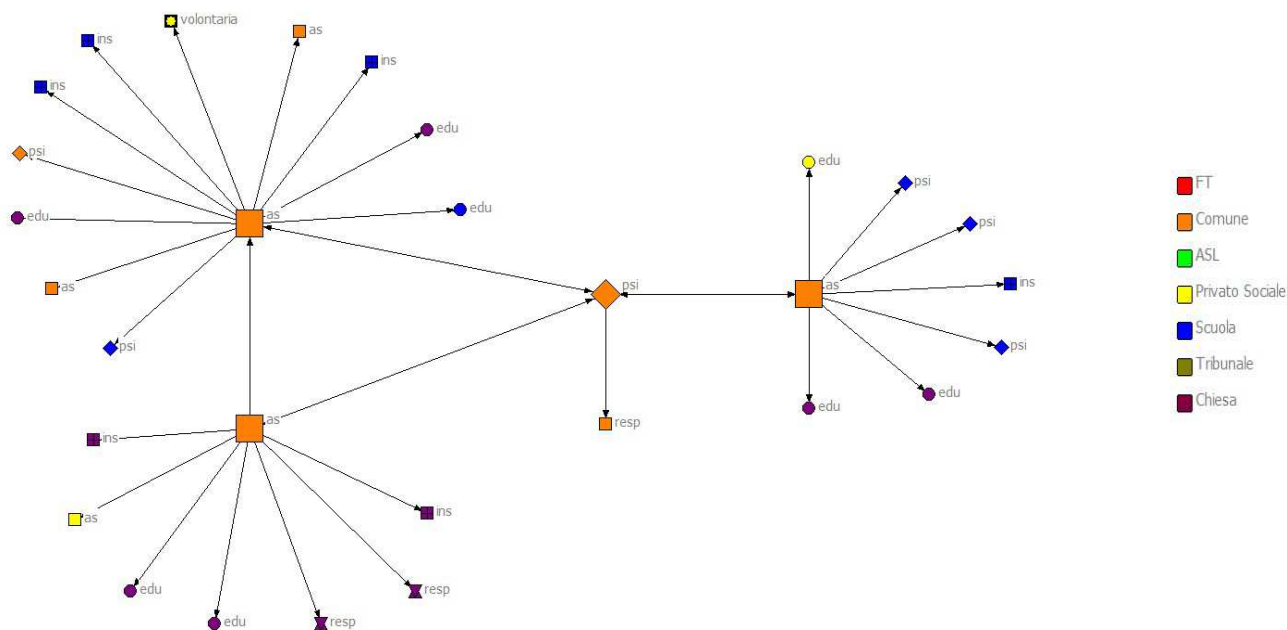 volontaria
as
ins
ins
ins
edu
psi
edu
edu
as
as
psi
as
ins
as
edu
edu
resp
resp
ins
psi
resp
edu
psi
psi
as
ins
psi
edu
edu
FT
Comune
ASL
Privato Sociale
Scuola
Tribunale
Chiesa